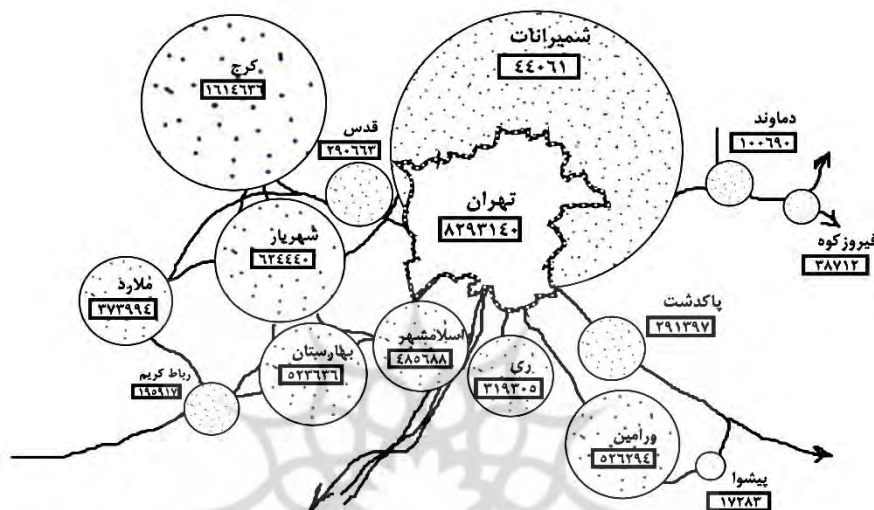 شمیرانات
۴۴۰۶۱
کرج
۱۶۱۴۶۳۶
قدس
۲۹۰۶۶۳
دماوند
۱۰۰۶۹۰
تهران
۸۲۹۳۱۴۰
فیروزکوه
۳۸۷۱۲
شهریار
۶۲۴۴۴۰
ملارد
۳۷۳۹۹۴
پاکدشت
۲۹۱۳۹۷
اسلامشهر
۴۸۵۶۸۸
بهارستان
۵۲۳۶۳۶
رباط کریم
۱۹۵۹۱۷
ری
۳۱۹۳۰۵
ورامین
۵۲۶۲۹۴
پیشوا
۱۷۲۸۳